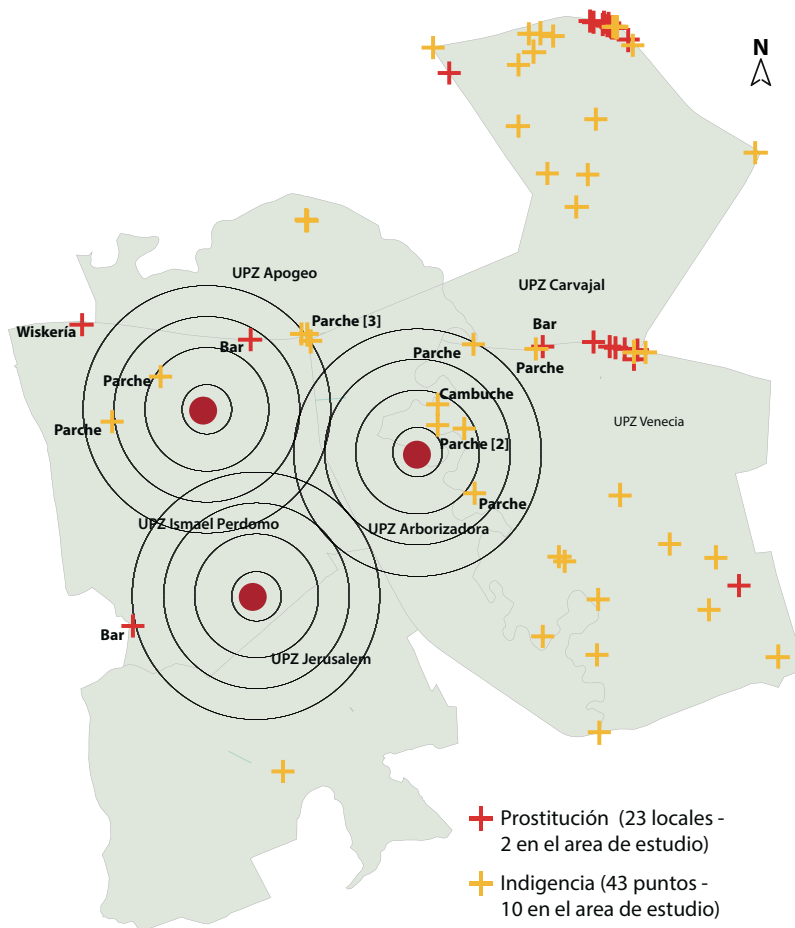 N
UPZ Apogeo
UPZ Carvajal
Wiskería
Parche [3]
Bar
Bar
Parche
Parche
Parche
Cambuche
Parche
UPZ Venecia
Parche [2]
Parche
UPZ Ismael Perdomo
UPZ Arborizadora
Bar
UPZ Jerusalem
Prostitución (23 locales -
2 en el area de estudio)
Indigencia (43 puntos -
10 en el area de estudio)